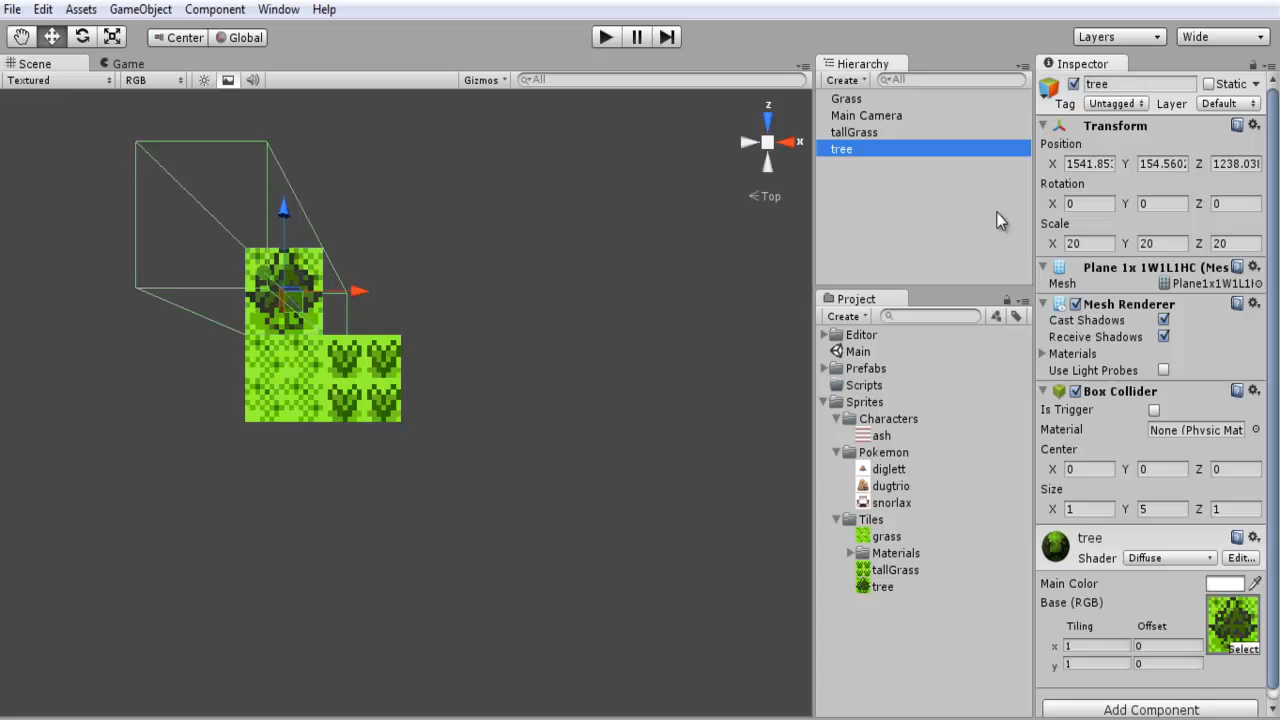 File Edit Assets GameObject Component Window Help
Center Global
Layers Wide
Scene Game
Textured RGB Gizmos All
z
x
Top
Hierarchy
Create All
Grass
Main Camera
tallGrass
tree
Project
Create
Editor
Main
Prefabs
Scripts
Sprites
Characters
ash
Pokemon
diglett
dugtrio
snorlax
Tiles
grass
Materials
tallGrass
tree
Inspector
tree Static
Tag Untagged Layer Default
Transform
Position
X 1541.85 Y 154.560 Z 1238.03
Rotation
X 0 Y 0 Z 0
Scale
X 20 Y 20 Z 20
Plane 1x 1W1L1HC (Mes
Mesh Plane1x1W1L1
Mesh Renderer
Cast Shadows
Receive Shadows
Materials
Use Light Probes
Box Collider
Is Trigger
Material None (Physic Mat
Center
X 0 Y 0 Z 0
Size
X 1 Y 5 Z 1
tree
Shader Diffuse Edit...
Main Color
Base (RGB)
Tiling Offset
x 1 0
y 1 0
Select
Add Component